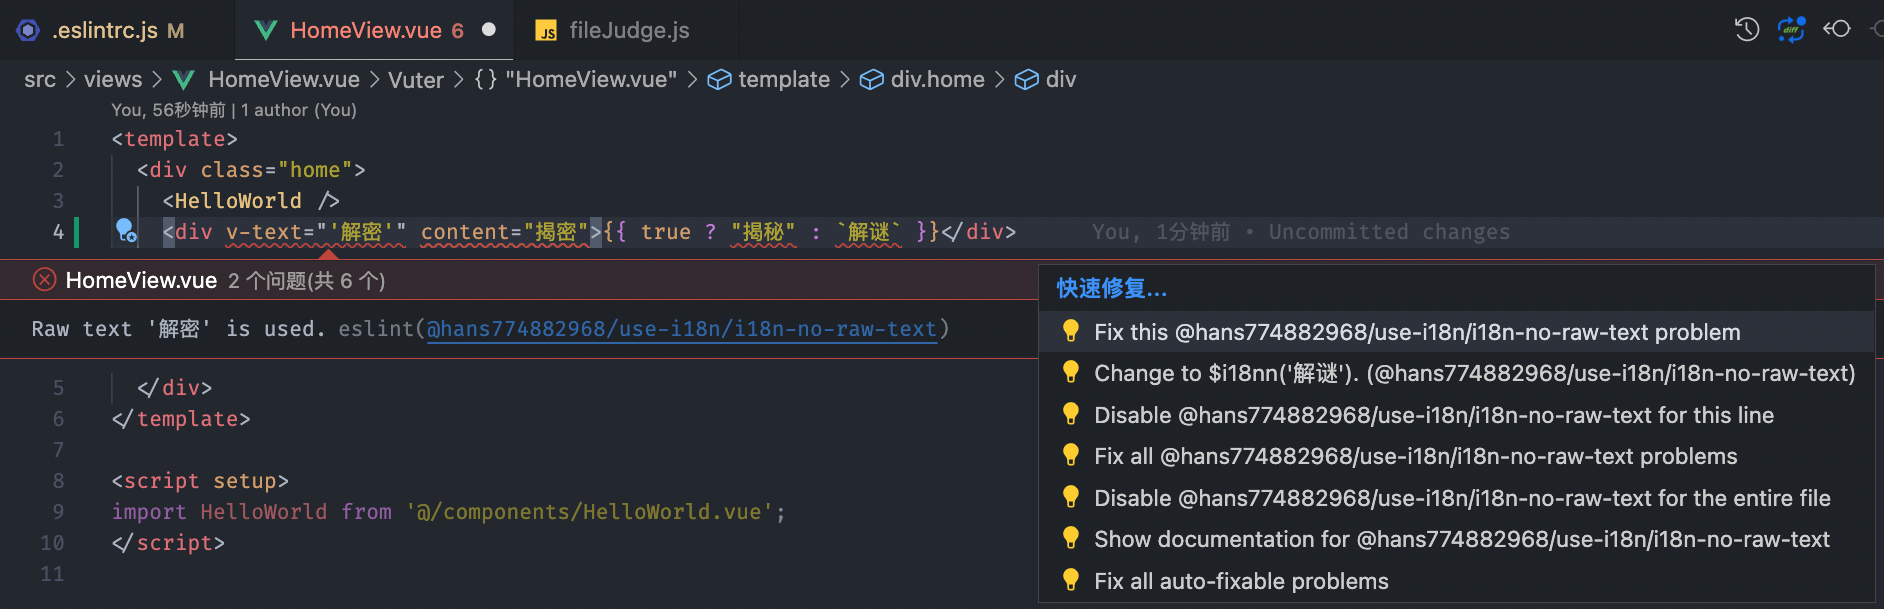 .eslintrc.js M
HomeView.vue 6
JS fileJudge.js
diff
src > views > HomeView.vue > Vuter > {} "HomeView.vue" > template > div.home > div
You, 56秒钟前 | 1 author (You)
1 <template>
2 <div class="home">
3 <HelloWorld />
4 <div v-text="'解密'" content="揭密">{{ true ? "揭秘" : `解谜` }}</div> You, 1分钟前 • Uncommitted changes
HomeView.vue 2 个问题(共 6 个)
Raw text '解密' is used. eslint(@hans774882968/use-i18n/i18n-no-raw-text)
5 </div>
6 </template>
7
8 <script setup>
9 import HelloWorld from '@/components/HelloWorld.vue';
10 </script>
11
快速修复...
Fix this @hans774882968/use-i18n/i18n-no-raw-text problem
Change to $i18nn('解谜'). (@hans774882968/use-i18n/i18n-no-raw-text)
Disable @hans774882968/use-i18n/i18n-no-raw-text for this line
Fix all @hans774882968/use-i18n/i18n-no-raw-text problems
Disable @hans774882968/use-i18n/i18n-no-raw-text for the entire file
Show documentation for @hans774882968/use-i18n/i18n-no-raw-text
Fix all auto-fixable problems